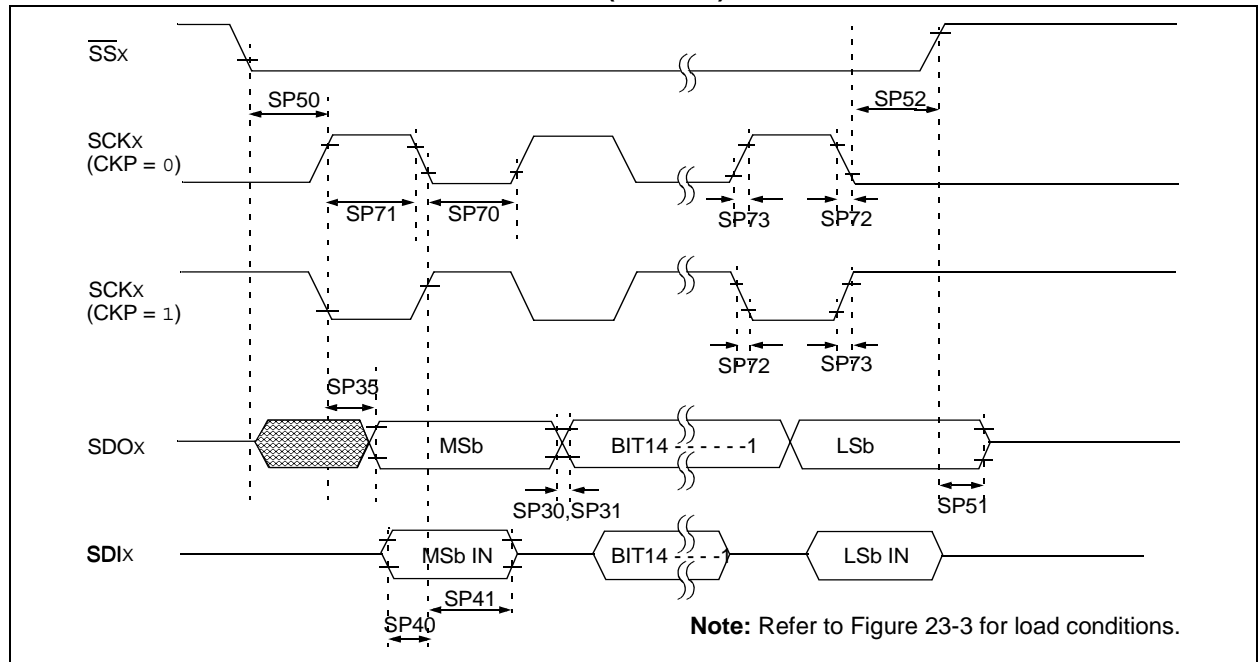 SSx
SP50
SP52
SCKx
(CKP = 0)
SP71
SP70
SP73
SP72
SCKx
(CKP = 1)
SP72
SP73
SP35
SDOx
MSb
BIT14 - - - - - -1
LSb
SP30,SP31
SP51
SDIx
MSb IN
BIT14 - - - -1
LSb IN
SP41
SP40
Note: Refer to Figure 23-3 for load conditions.